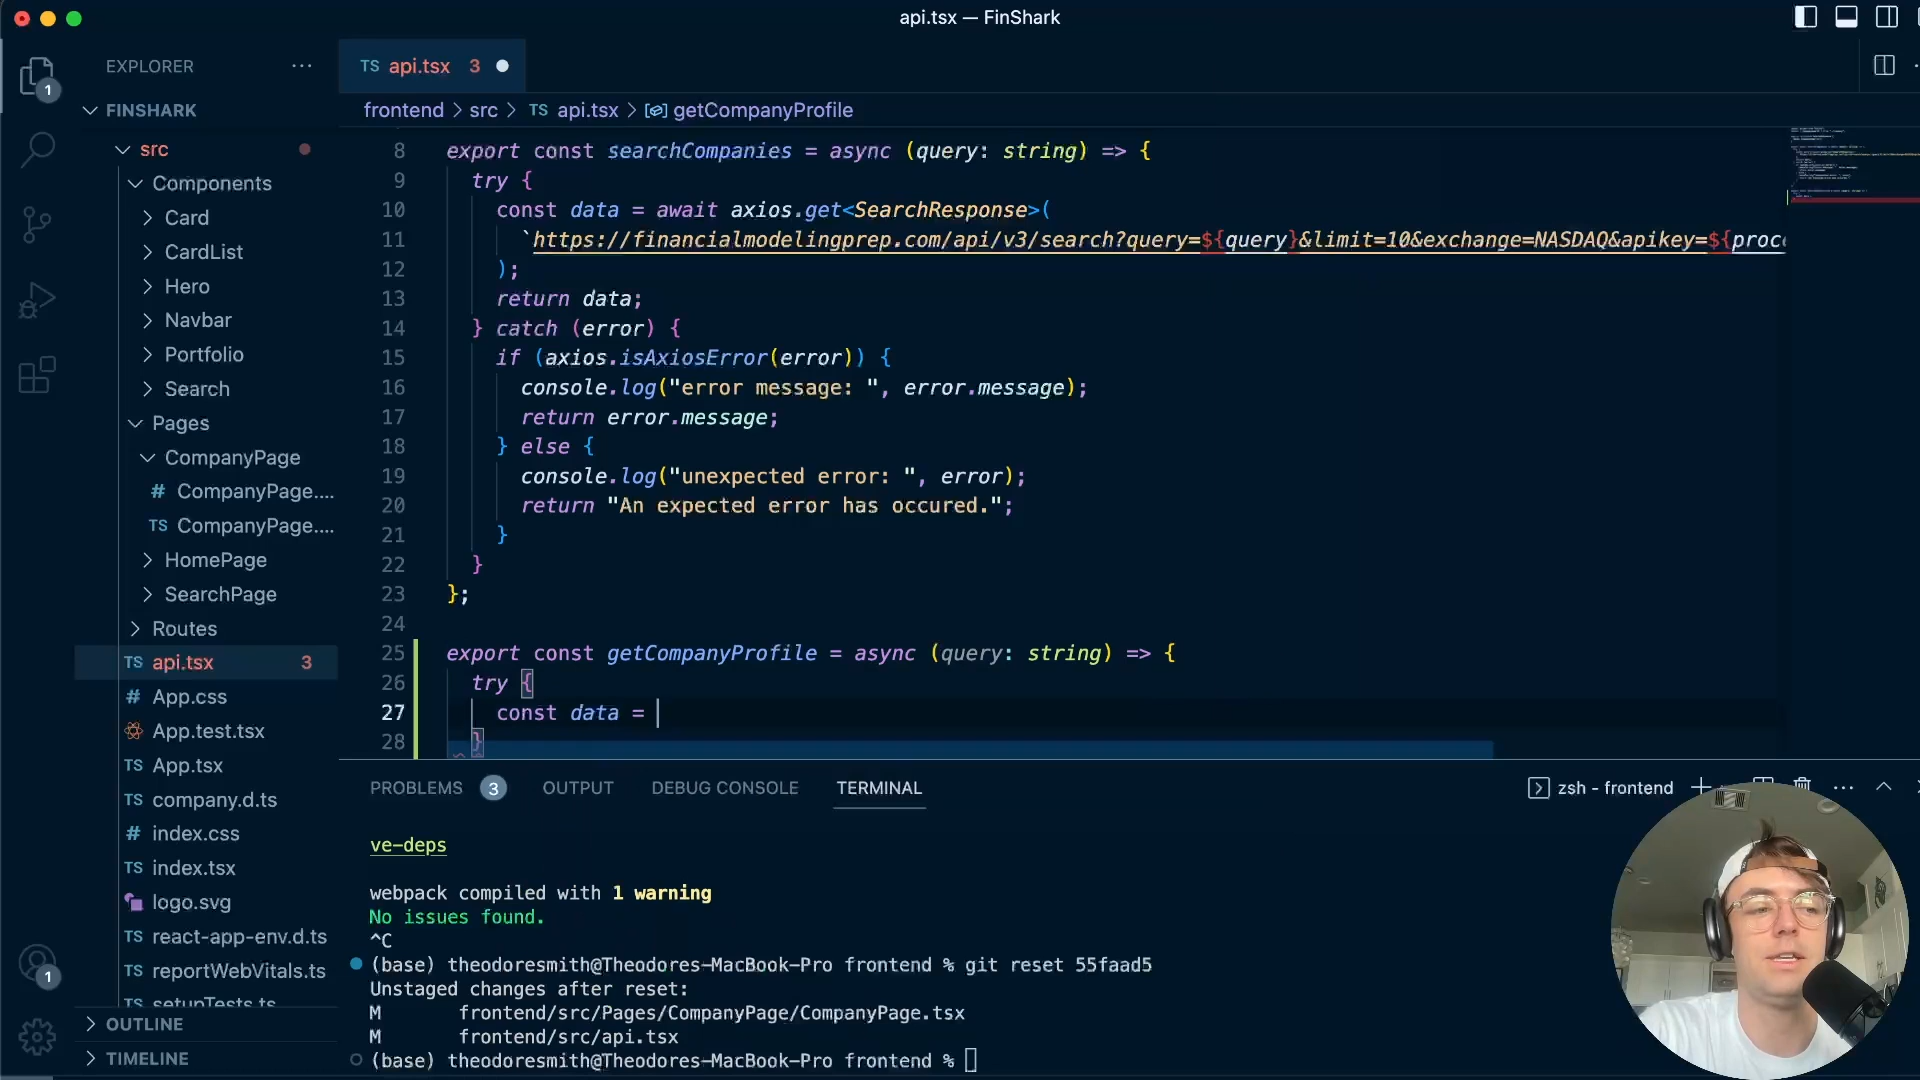 api.tsx — FinShark
EXPLORER
TS api.tsx 3
1
FINSHARK
frontend > src > TS api.tsx > getCompanyProfile
src
Components
Card
CardList
Hero
Navbar
Portfolio
Search
Pages
CompanyPage
# CompanyPage....
TS CompanyPage....
HomePage
SearchPage
Routes
TS api.tsx 3
# App.css
App.test.tsx
TS App.tsx
TS company.d.ts
# index.css
TS index.tsx
logo.svg
TS react-app-env.d.ts
TS reportWebVitals.ts
TS setupTests.ts
1
OUTLINE
TIMELINE
8 export const searchCompanies = async (query: string) => {
9 try {
10 const data = await axios.get<SearchResponse>(
11 `https://financialmodelingprep.com/api/v3/search?query=${query}&limit=10&exchange=NASDAQ&apikey=${proc
12 );
13 return data;
14 } catch (error) {
15 if (axios.isAxiosError(error)) {
16 console.log("error message: ", error.message);
17 return error.message;
18 } else {
19 console.log("unexpected error: ", error);
20 return "An expected error has occured.";
21 }
22 }
23 };
24
25 export const getCompanyProfile = async (query: string) => {
26 try {
27 const data =
28 }
PROBLEMS 3 OUTPUT DEBUG CONSOLE TERMINAL
zsh - frontend
ve-deps
webpack compiled with 1 warning
No issues found.
^C
(base) theodoresmith@Theodores-MacBook-Pro frontend % git reset 55faad5
Unstaged changes after reset:
M frontend/src/Pages/CompanyPage/CompanyPage.tsx
M frontend/src/api.tsx
(base) theodoresmith@Theodores-MacBook-Pro frontend %